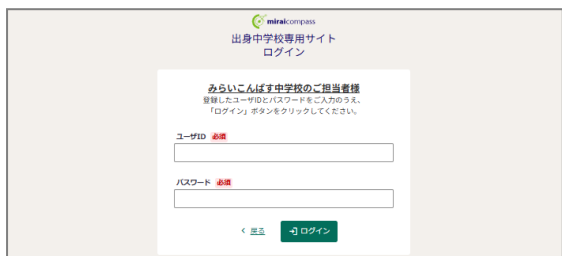 miraicompass
出身中学校専用サイト
ログイン
みらいこんぱす中学校のご担当者様
登録したユーザIDとパスワードをご入力のうえ、
「ログイン」ボタンをクリックしてください。
ユーザID 必須
パスワード 必須
戻る ログイン